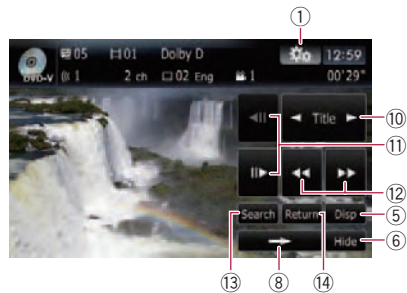 ①
05 01 Dolby D 12:59
DVD-V 1 2 ch 02 Eng 1 00'29"
Title
⑩
⑪
⑫
Search Return Disp
⑤
Hide
⑥
⑬ ⑧ ⑭